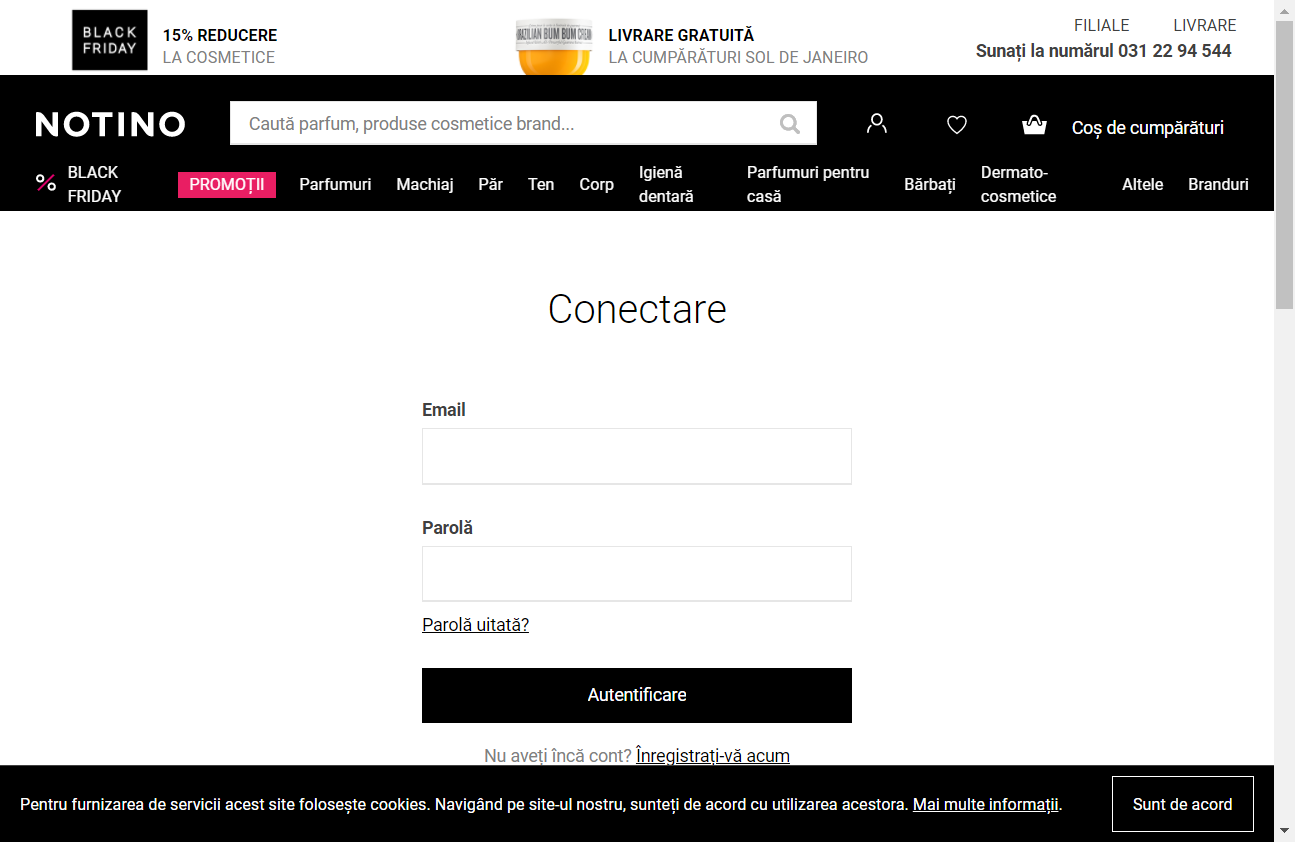 BLACK
FRIDAY
15% REDUCERE
LA COSMETICE
BRAZILIAN BUM BUM CREAM
LIVRARE GRATUITĂ
LA CUMPĂRĂTURI SOL DE JANEIRO
FILIALE LIVRARE
Sunați la numărul 031 22 94 544
NOTINO
Caută parfum, produse cosmetice brand...
Coș de cumpărături
BLACK
FRIDAY
PROMOȚII
Parfumuri
Machiaj
Păr
Ten
Corp
Igienă
dentară
Parfumuri pentru
casă
Bărbați
Dermato-
cosmetice
Altele
Branduri
Conectare
Email
Parolă
Parolă uitată?
Autentificare
Nu aveți încă cont? Înregistrați-vă acum
Pentru furnizarea de servicii acest site folosește cookies. Navigând pe site-ul nostru, sunteți de acord cu utilizarea acestora. Mai multe informații.
Sunt de acord